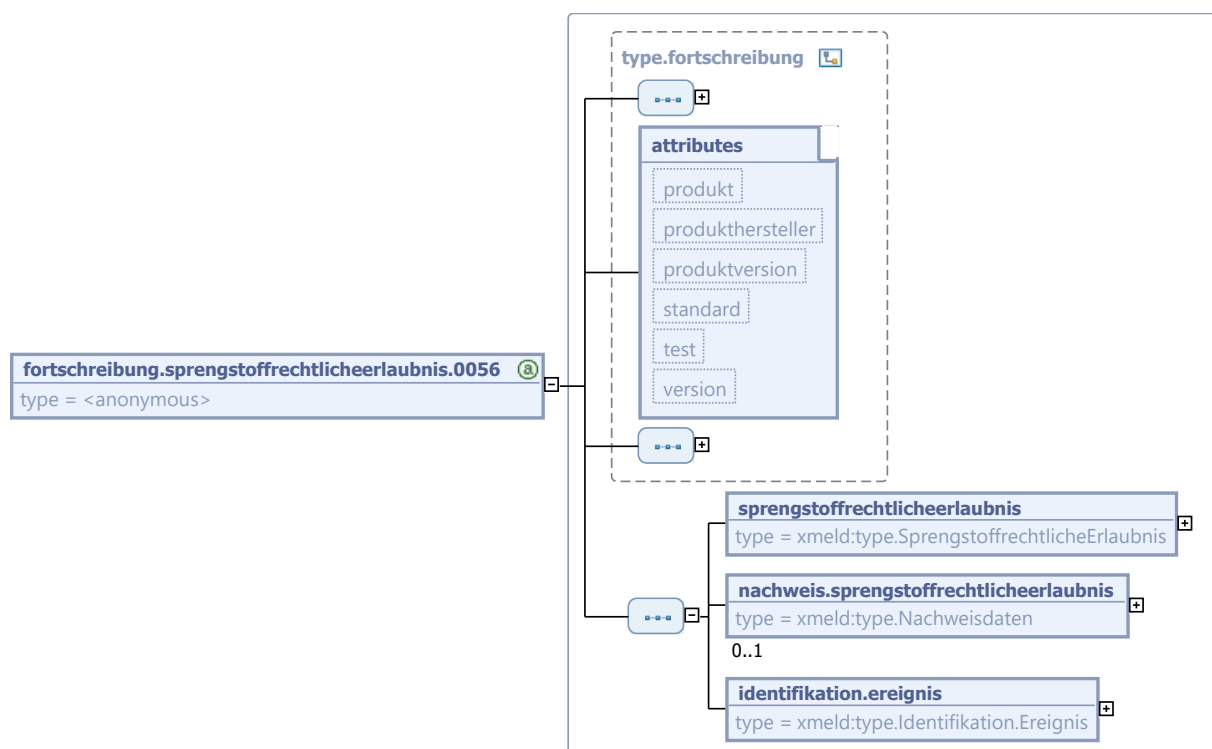 type.fortschreibung
attributes
produkt
produkthersteller
produktversion
standard
test
version
fortschreibung.sprengstoffrechtlicheerlaubnis.0056 a
type = <anonymous>
sprengstoffrechtlicheerlaubnis
type = xmeld:type.SprengstoffrechtlicheErlaubnis
nachweis.sprengstoffrechtlicheerlaubnis
type = xmeld:type.Nachweisdaten
0..1
identifikation.ereignis
type = xmeld:type.Identifikation.Ereignis